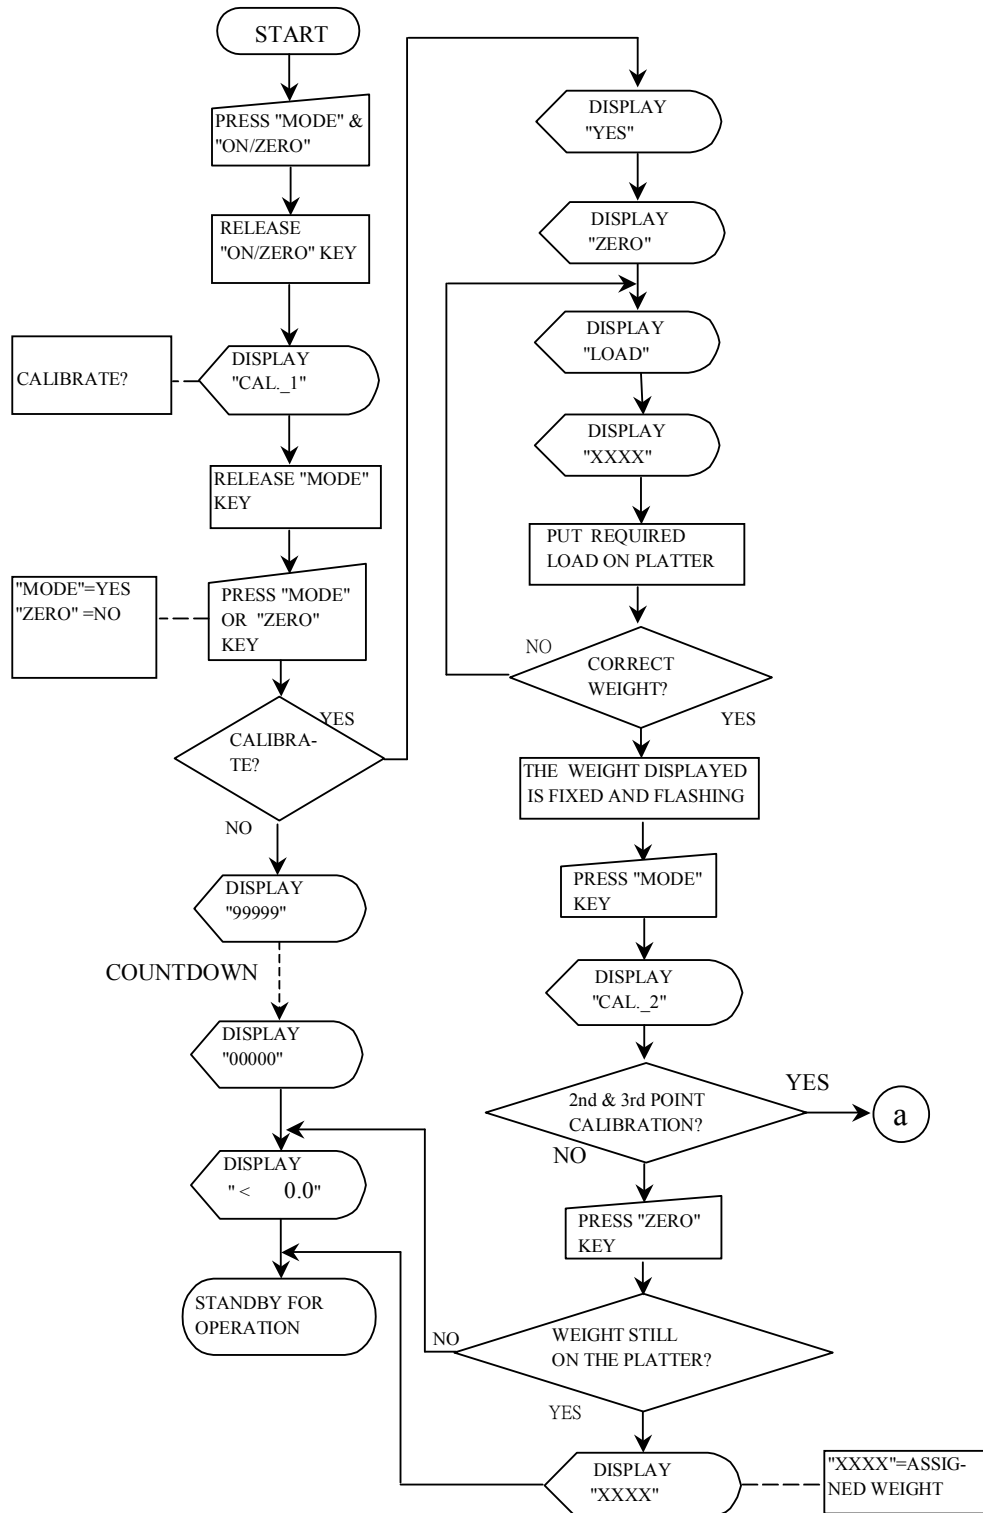 START
PRESS "MODE" &
"ON/ZERO"
RELEASE
"ON/ZERO" KEY
CALIBRATE?
DISPLAY
"CAL._1"
RELEASE "MODE"
KEY
"MODE"=YES
"ZERO" =NO
PRESS "MODE"
OR "ZERO"
KEY
YES
CALIBRA-
TE?
NO
DISPLAY
"99999"
COUNTDOWN
DISPLAY
"00000"
DISPLAY
" < 0.0"
STANDBY FOR
OPERATION
DISPLAY
"YES"
DISPLAY
"ZERO"
DISPLAY
"LOAD"
DISPLAY
"XXXX"
PUT REQUIRED
LOAD ON PLATTER
NO
CORRECT
WEIGHT?
YES
THE WEIGHT DISPLAYED
IS FIXED AND FLASHING
PRESS "MODE"
KEY
DISPLAY
"CAL._2"
YES
2nd & 3rd POINT
CALIBRATION?
a
NO
PRESS "ZERO"
KEY
NO
WEIGHT STILL
ON THE PLATTER?
YES
DISPLAY
"XXXX"
"XXXX"=ASSIG-
NED WEIGHT